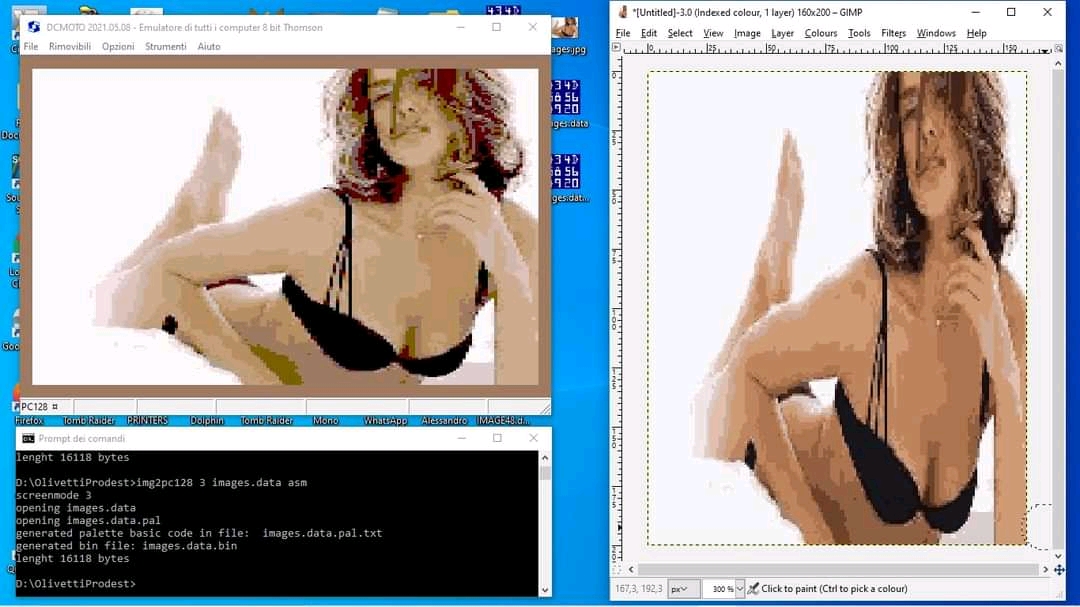 DCMOTO 2021.05.08 - Emulatore di tutti i computer 8 bit Thomson
File Rimovibili Opzioni Strumenti Aiuto
PC128
Firefox Tomb Raider PRINTERS Dolphin Tomb Raider Mono WhatsApp Alessandro IMAGE48.d...
Prompt dei comandi
lenght 16118 bytes
D:\OlivettiProdest>img2pc128 3 images.data asm
screenmode 3
opening images.data
opening images.data.pal
generated palette basic code in file:  images.data.pal.txt
generated bin file: images.data.bin
lenght 16118 bytes
D:\OlivettiProdest>
ages.jpg
ges.data
ges.dat...
*[Untitled]-3.0 (Indexed colour, 1 layer) 160x200 – GIMP
File Edit Select View Image Layer Colours Tools Filters Windows Help
0 25 50 75 100 125 150
167,3, 192,3 px 300 % Click to paint (Ctrl to pick a colour)